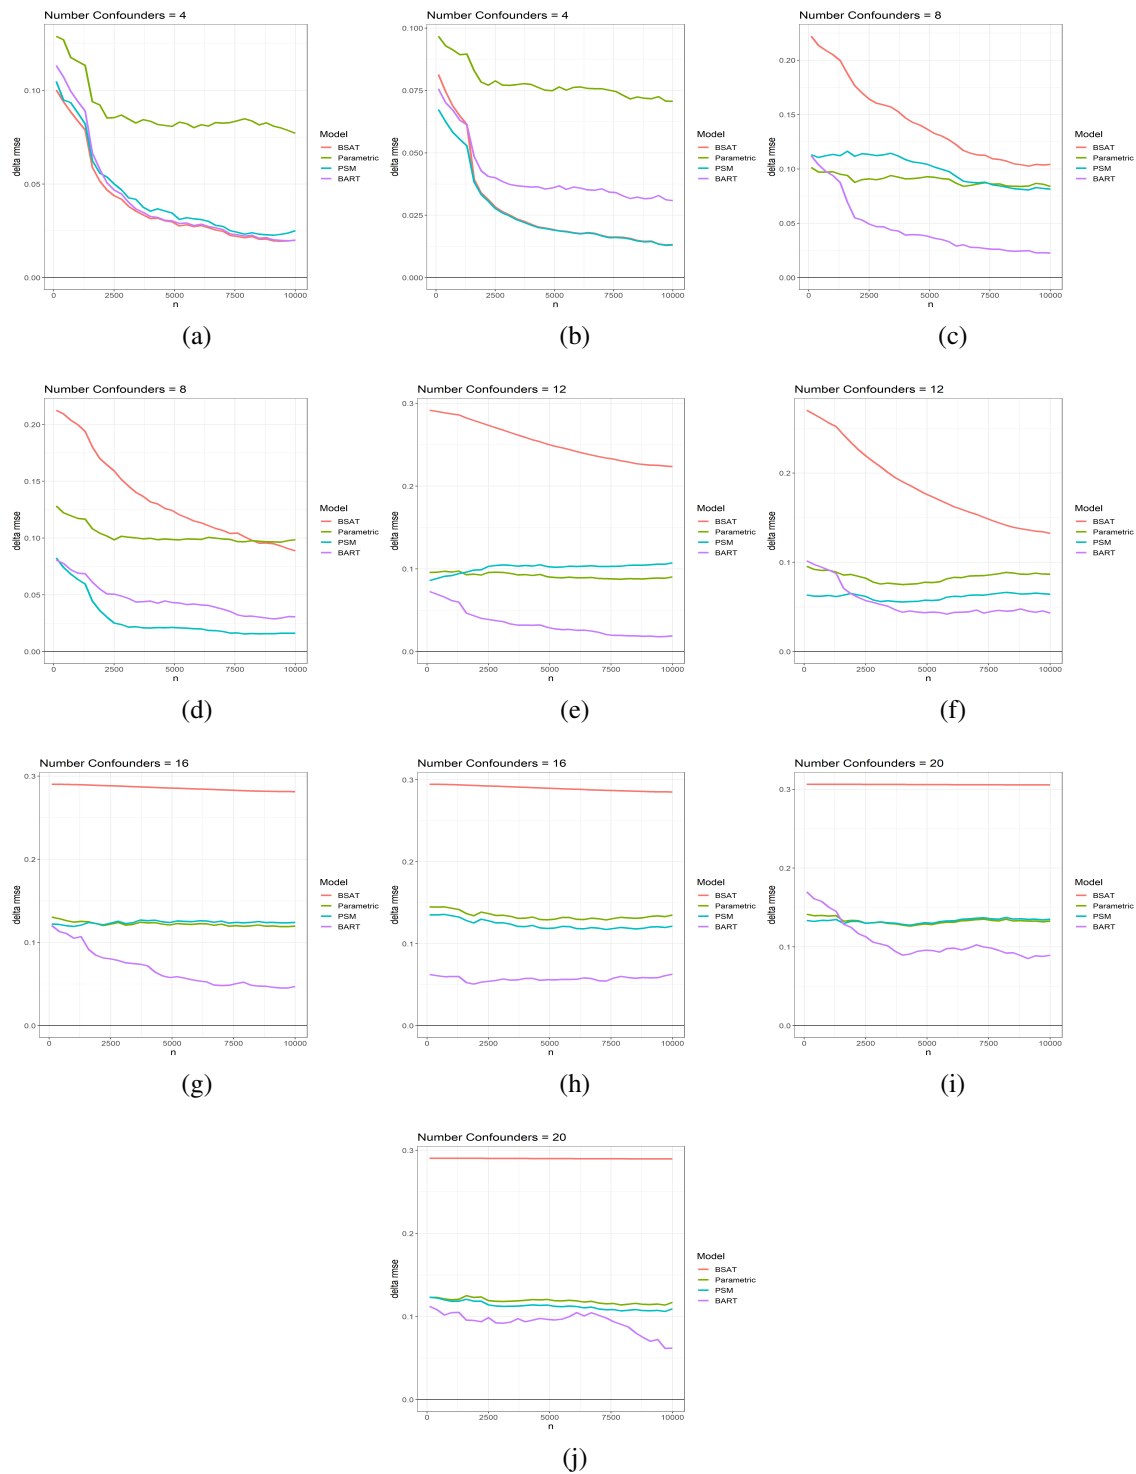 Number Confounders = 4
delta rmse
0.10
0.05
0.00
0
2500
5000
7500
10000
n
Model
BSAT
Parametric
PSM
BART
(a)
Number Confounders = 4
delta rmse
0.100
0.075
0.050
0.025
0.000
0
2500
5000
7500
10000
n
Model
BSAT
Parametric
PSM
BART
(b)
Number Confounders = 8
delta rmse
0.20
0.15
0.10
0.05
0.00
0
2500
5000
7500
10000
n
Model
BSAT
Parametric
PSM
BART
(c)
Number Confounders = 8
delta rmse
0.20
0.15
0.10
0.05
0.00
0
2500
5000
7500
10000
n
Model
BSAT
Parametric
PSM
BART
(d)
Number Confounders = 12
delta rmse
0.3
0.2
0.1
0.0
0
2500
5000
7500
10000
n
Model
BSAT
Parametric
PSM
BART
(e)
Number Confounders = 12
delta rmse
0.2
0.1
0.0
0
2500
5000
7500
10000
n
Model
BSAT
Parametric
PSM
BART
(f)
Number Confounders = 16
delta rmse
0.3
0.2
0.1
0.0
0
2500
5000
7500
10000
n
Model
BSAT
Parametric
PSM
BART
(g)
Number Confounders = 16
delta rmse
0.3
0.2
0.1
0.0
0
2500
5000
7500
10000
n
Model
BSAT
Parametric
PSM
BART
(h)
Number Confounders = 20
delta rmse
0.3
0.2
0.1
0.0
0
2500
5000
7500
10000
n
Model
BSAT
Parametric
PSM
BART
(i)
Number Confounders = 20
delta rmse
0.3
0.2
0.1
0.0
0
2500
5000
7500
10000
n
Model
BSAT
Parametric
PSM
BART
(j)